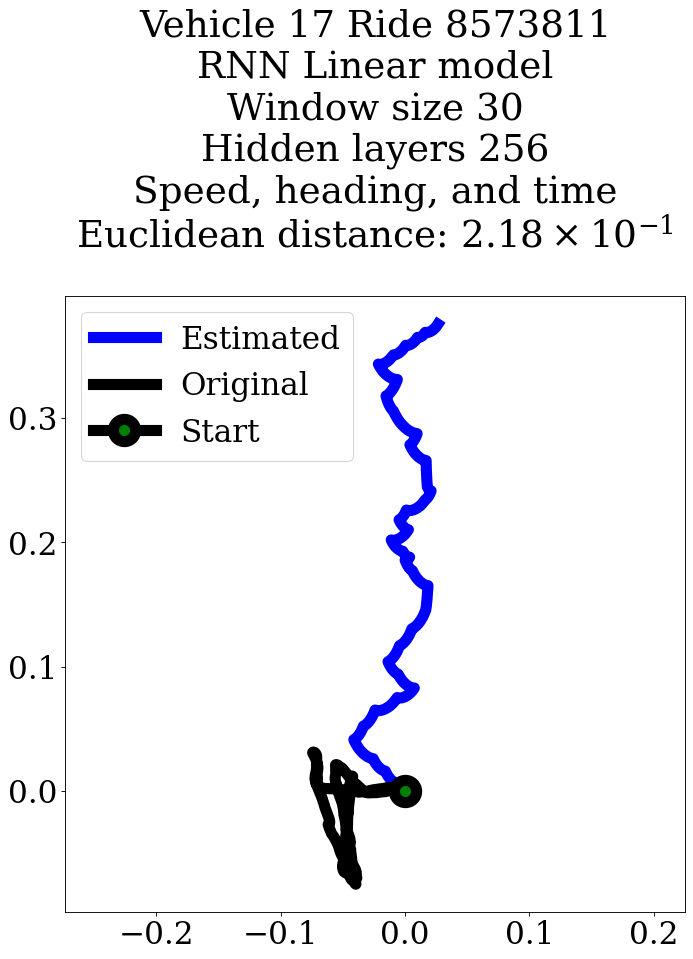 Vehicle 17 Ride 8573811
RNN Linear model
Window size 30
Hidden layers 256
Speed, heading, and time
Euclidean distance: 2.18 × 10⁻¹
Estimated
Original
Start
0.3
0.2
0.1
0.0
−0.2 −0.1 0.0 0.1 0.2